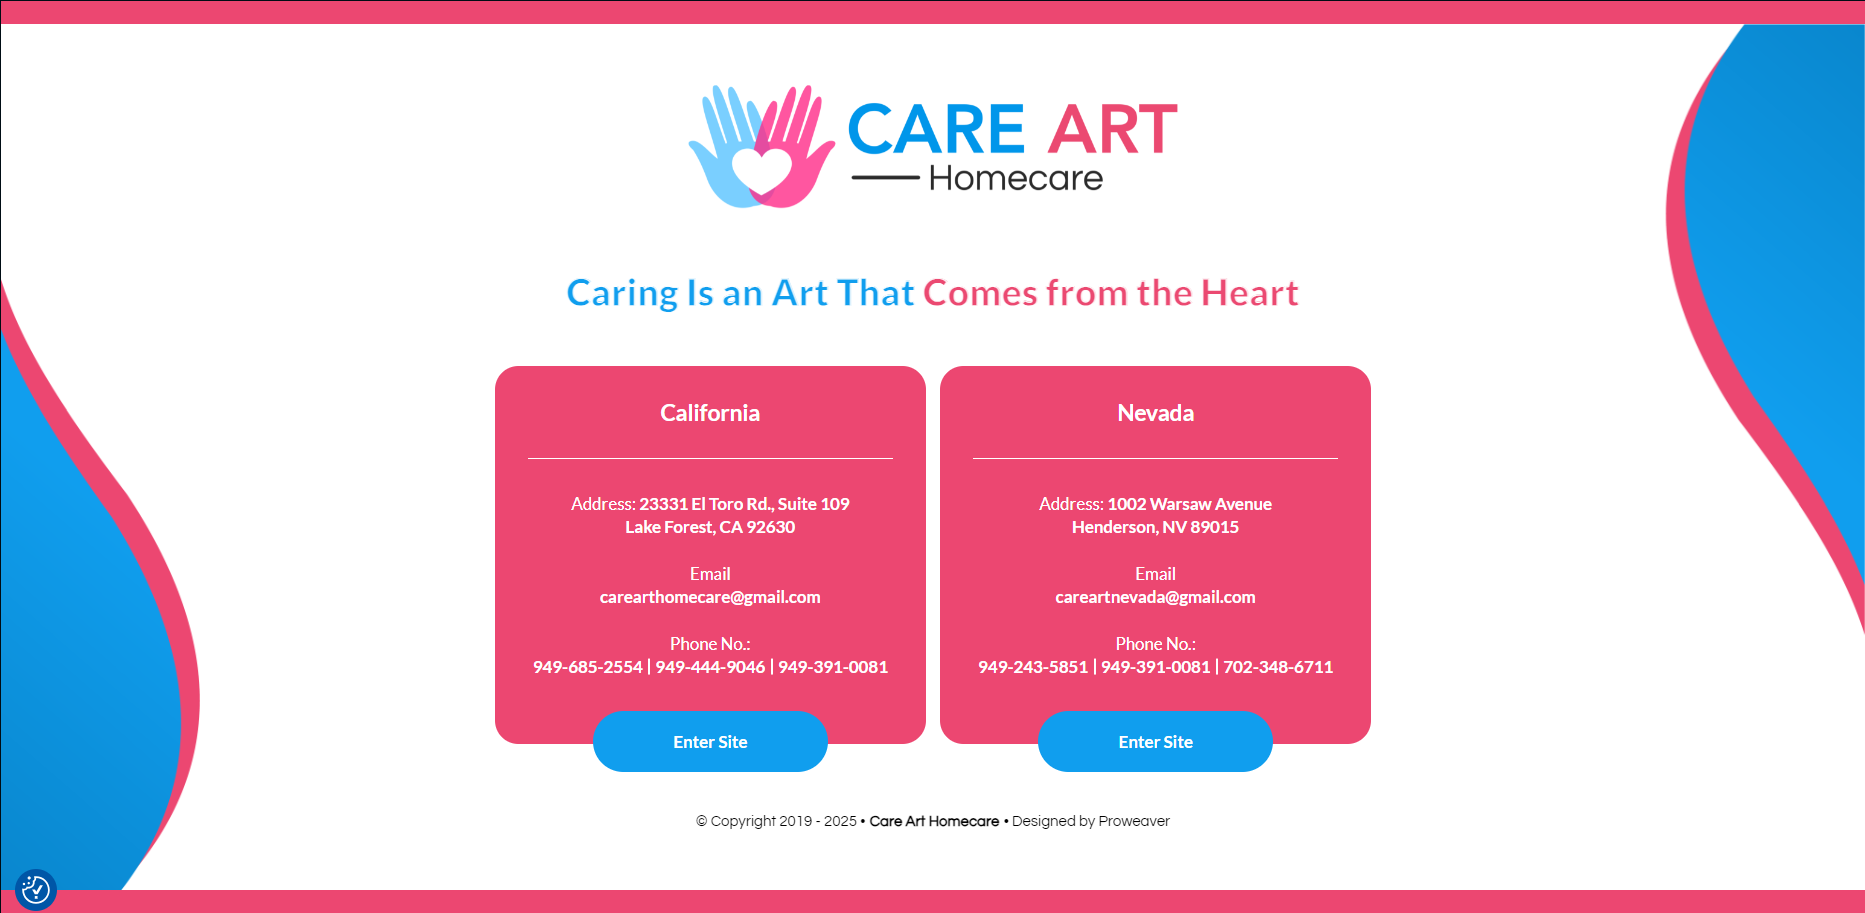 CARE ART
Homecare
Caring Is an Art That Comes from the Heart
California
Address: 23331 El Toro Rd., Suite 109
Lake Forest, CA 92630
Email
carearthomecare@gmail.com
Phone No.:
949-685-2554 | 949-444-9046 | 949-391-0081
Enter Site
Nevada
Address: 1002 Warsaw Avenue
Henderson, NV 89015
Email
careartnevada@gmail.com
Phone No.:
949-243-5851 | 949-391-0081 | 702-348-6711
Enter Site
© Copyright 2019 - 2025 • Care Art Homecare • Designed by Proweaver